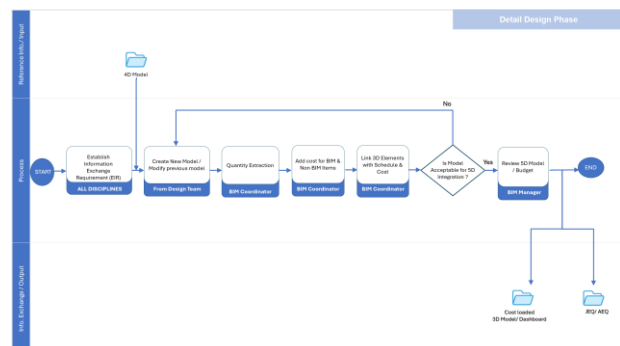 Detail Design Phase
Reference Info./ Input
4D Model
No
Process
START
Establish
Information
Exchange
Requirement (EIR)
ALL DISCIPLINES
Create New Model /
Modify previous model
From Design Team
Quantity Extraction
BIM Coordinator
Add cost for BIM &
Non BIM Items
BIM Coordinator
Link 3D Elements
with Schedule &
Cost
BIM Coordinator
Is Model
Acceptable for 5D
integration ?
Yes
Review 5D Model
/ Budget
BIM Manager
END
Info. Exchange / Output
Cost loaded
3D Model/ Dashboard
/AEQ